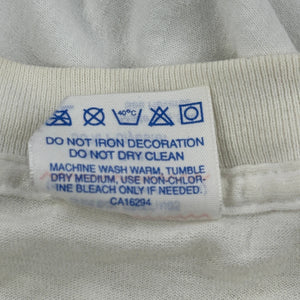 40°C
DO NOT IRON DECORATION
DO NOT DRY CLEAN
MACHINE WASH WARM, TUMBLE
DRY MEDIUM, USE NON-CHLOR-
INE BLEACH ONLY IF NEEDED.
CA16294